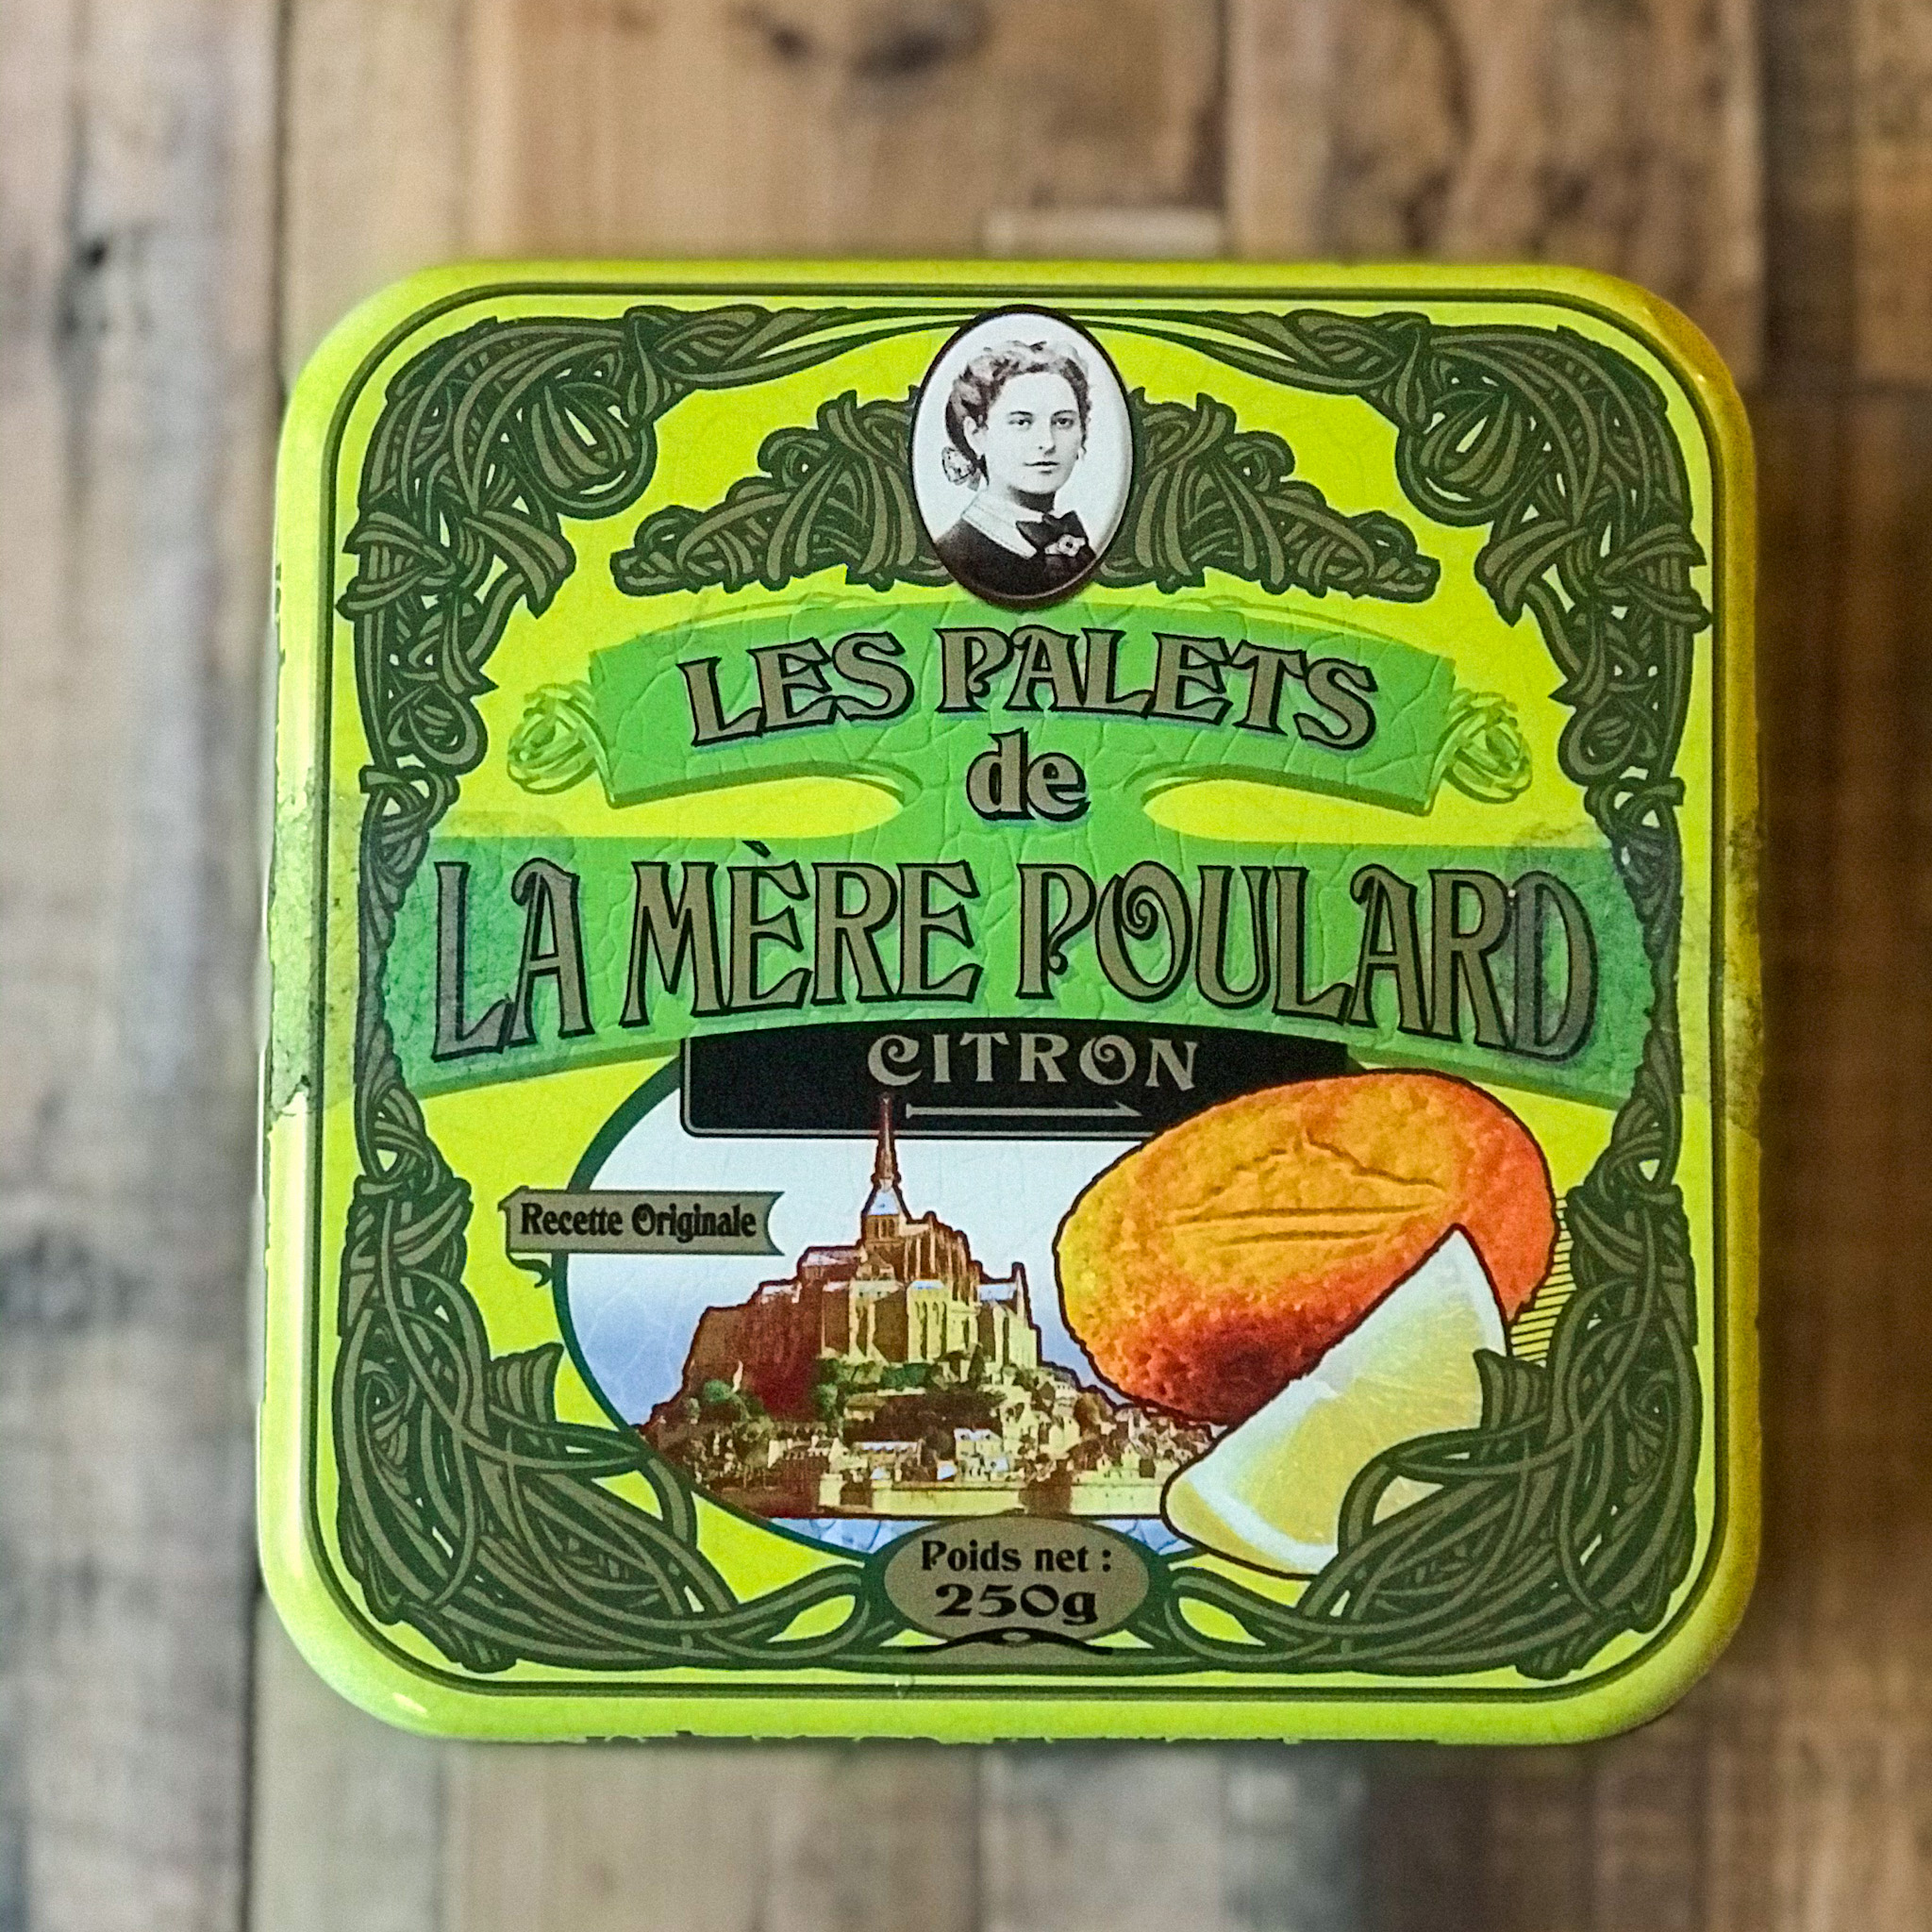 LES PALETS
de
LA MÈRE POULARD
CITRON
Recette Originale
Poids net :
250g